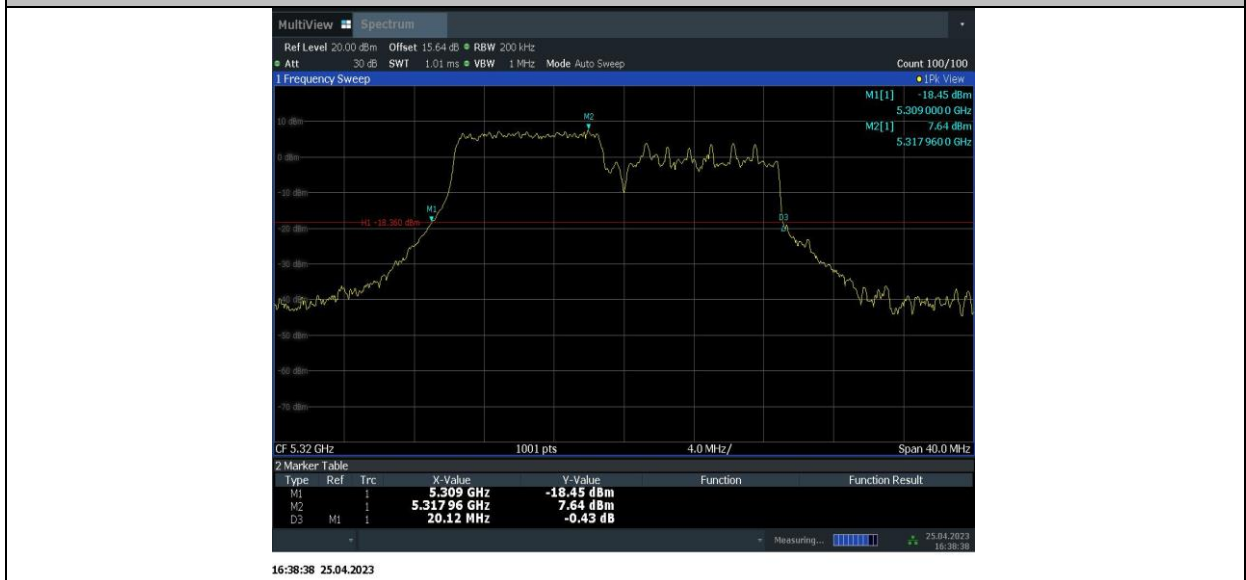 MultiView Spectrum
Ref Level 20.00 dBm Offset 15.64 dB RBW 200 kHz
Att 30 dB SWT 1.01 ms VBW 1 MHz Mode Auto Sweep Count 100/100
1 Frequency Sweep 1Pk View
M1[1] -18.45 dBm
5.309 000 0 GHz
M2[1] 7.64 dBm
5.317 960 0 GHz
M2
10 dBm
0 dBm
-10 dBm
M1
H1 -18.360 dBm
D3
-20 dBm
-30 dBm
-40 dBm
-50 dBm
-60 dBm
-70 dBm
CF 5.32 GHz 1001 pts 4.0 MHz/ Span 40.0 MHz
2 Marker Table
Type Ref Trc X-Value Y-Value Function Function Result
M1 1 5.309 GHz -18.45 dBm
M2 1 5.317 96 GHz 7.64 dBm
D3 M1 1 20.12 MHz -0.43 dB
Measuring... 25.04.2023
16:38:38
16:38:38 25.04.2023